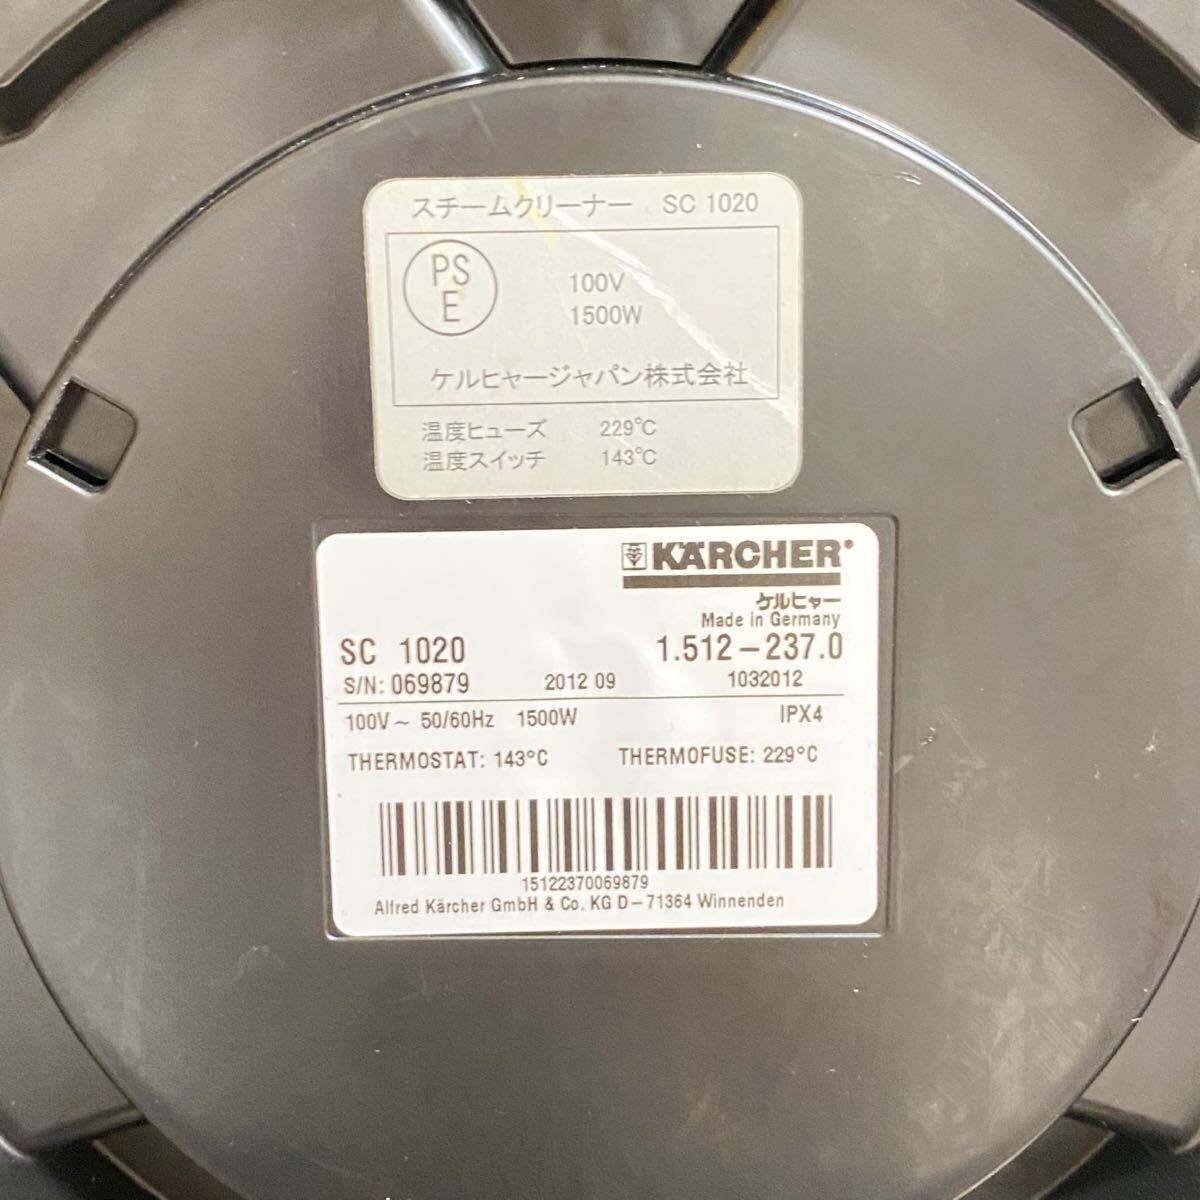 スチームクリーナー SC 1020
PS
E
100V
1500W
ケルヒャージャパン株式会社
温度ヒューズ 229℃
温度スイッチ 143℃
KÄRCHER®
ケルヒャー
Made in Germany
SC 1020 1.512-237.0
S/N: 069879 2012 09 1032012
100V~ 50/60Hz 1500W IPX4
THERMOSTAT: 143°C THERMOFUSE: 229°C
15122370069879
Alfred Kärcher GmbH & Co. KG D-71364 Winnenden